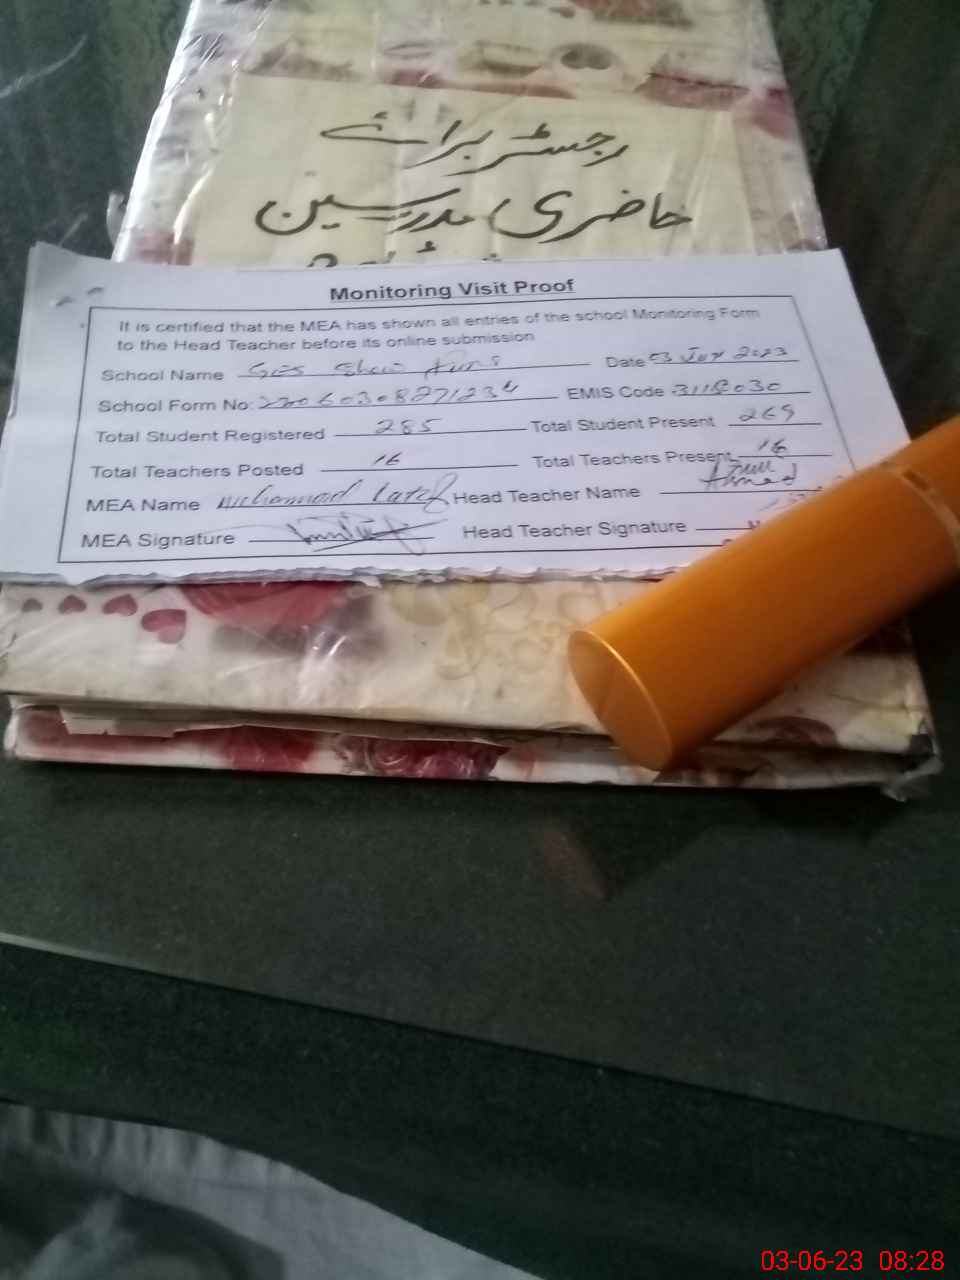 رجسٹر برائے
حاضری مدرسین
Monitoring Visit Proof
It is certified that the MEA has shown all entries of the school Monitoring Form
to the Head Teacher before its online submission
School Name GES Date 03 Jun 2023
School Form No: EMIS Code
Total Student Registered 285 Total Student Present 269
Total Teachers Posted 16 Total Teachers Present 16
MEA Name Muhammad Lateef Head Teacher Name Ahmed
MEA Signature Head Teacher Signature
03-06-23 08:28